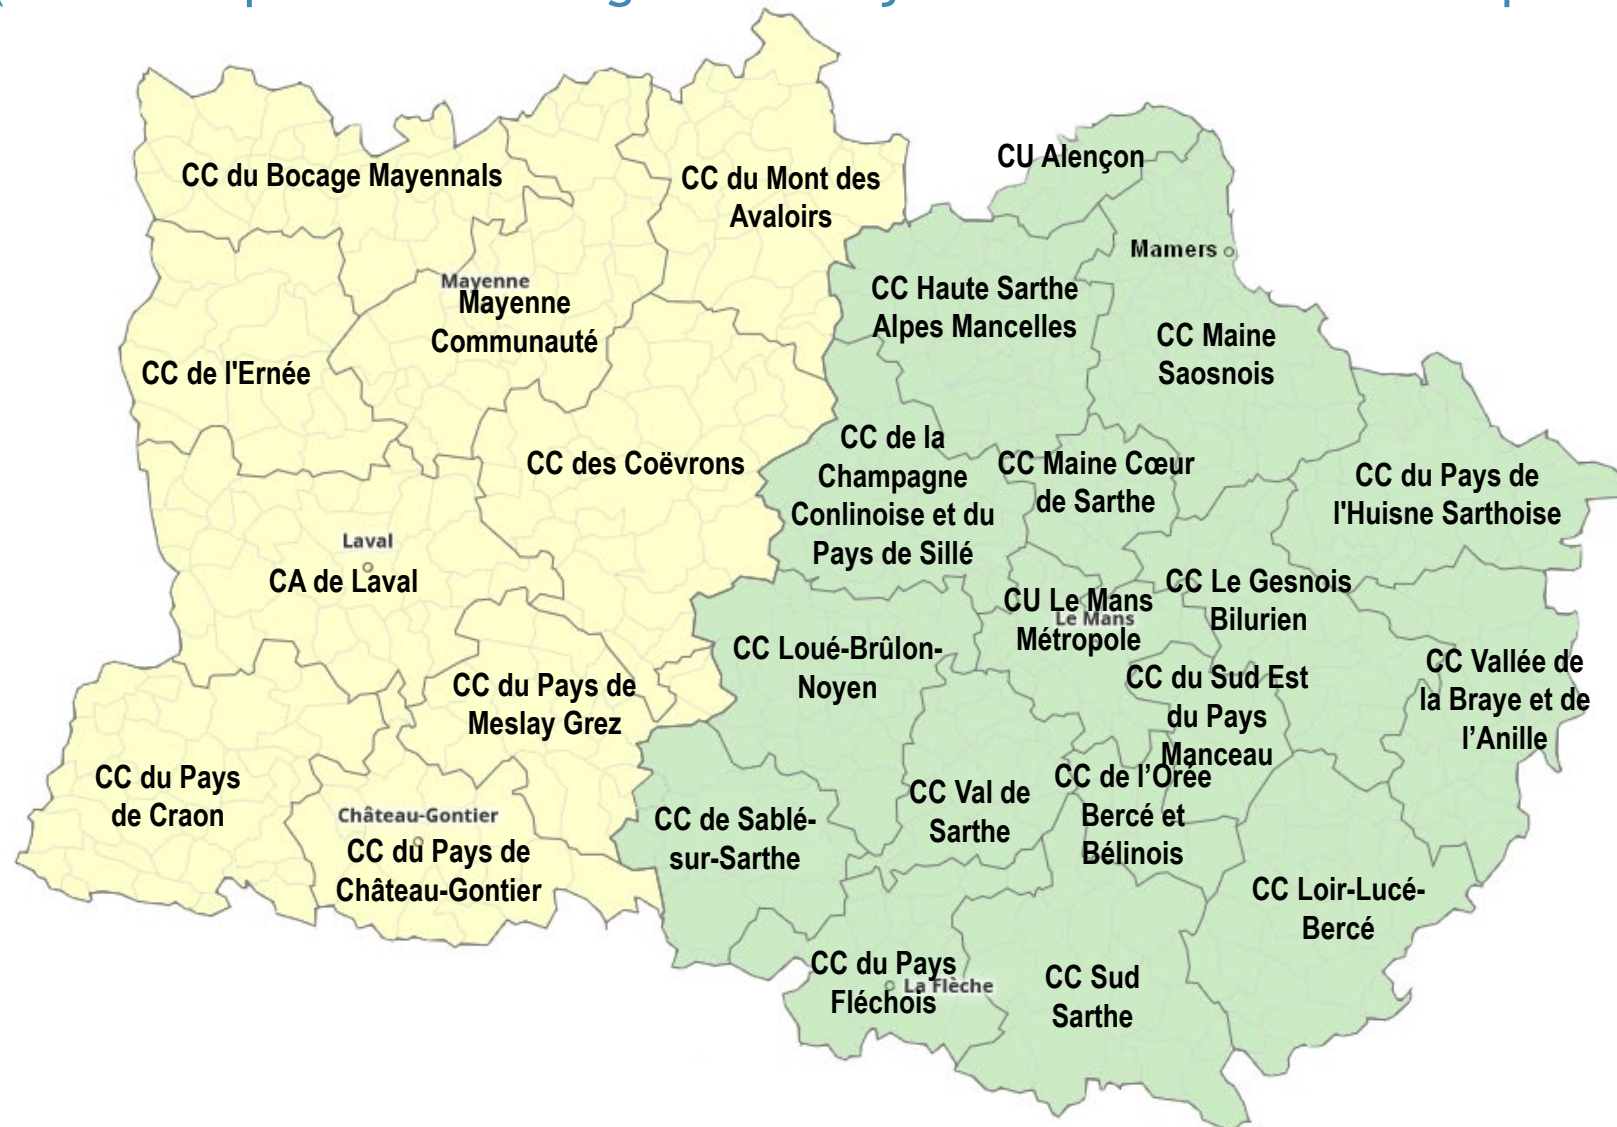 CC du Bocage Mayennals
CC du Mont des
Avaloirs
CU Alençon
Mamers
Mayenne
Mayenne
Communauté
CC Haute Sarthe
Alpes Mancelles
CC Maine
Saosnois
CC de l'Ernée
CC des Coëvrons
CC de la
Champagne
Conlinoise et du
Pays de Sillé
CC Maine Cœur
de Sarthe
CC du Pays de
l'Huisne Sarthoise
Laval
CA de Laval
CU Le Mans
Le Mans
Métropole
CC Le Gesnois
Bilurien
CC Loué-Brûlon-
Noyen
CC du Pays de
Meslay Grez
CC du Sud Est
du Pays
Manceau
CC Vallée de
la Braye et de
l’Anille
CC du Pays
de Craon
Château-Gontier
CC du Pays de
Château-Gontier
CC de Sablé-
sur-Sarthe
CC Val de
Sarthe
CC de l’Orée
Bercé et
Bélinois
CC Loir-Lucé-
Bercé
CC du Pays
Fléchois
La Flèche
CC Sud
Sarthe